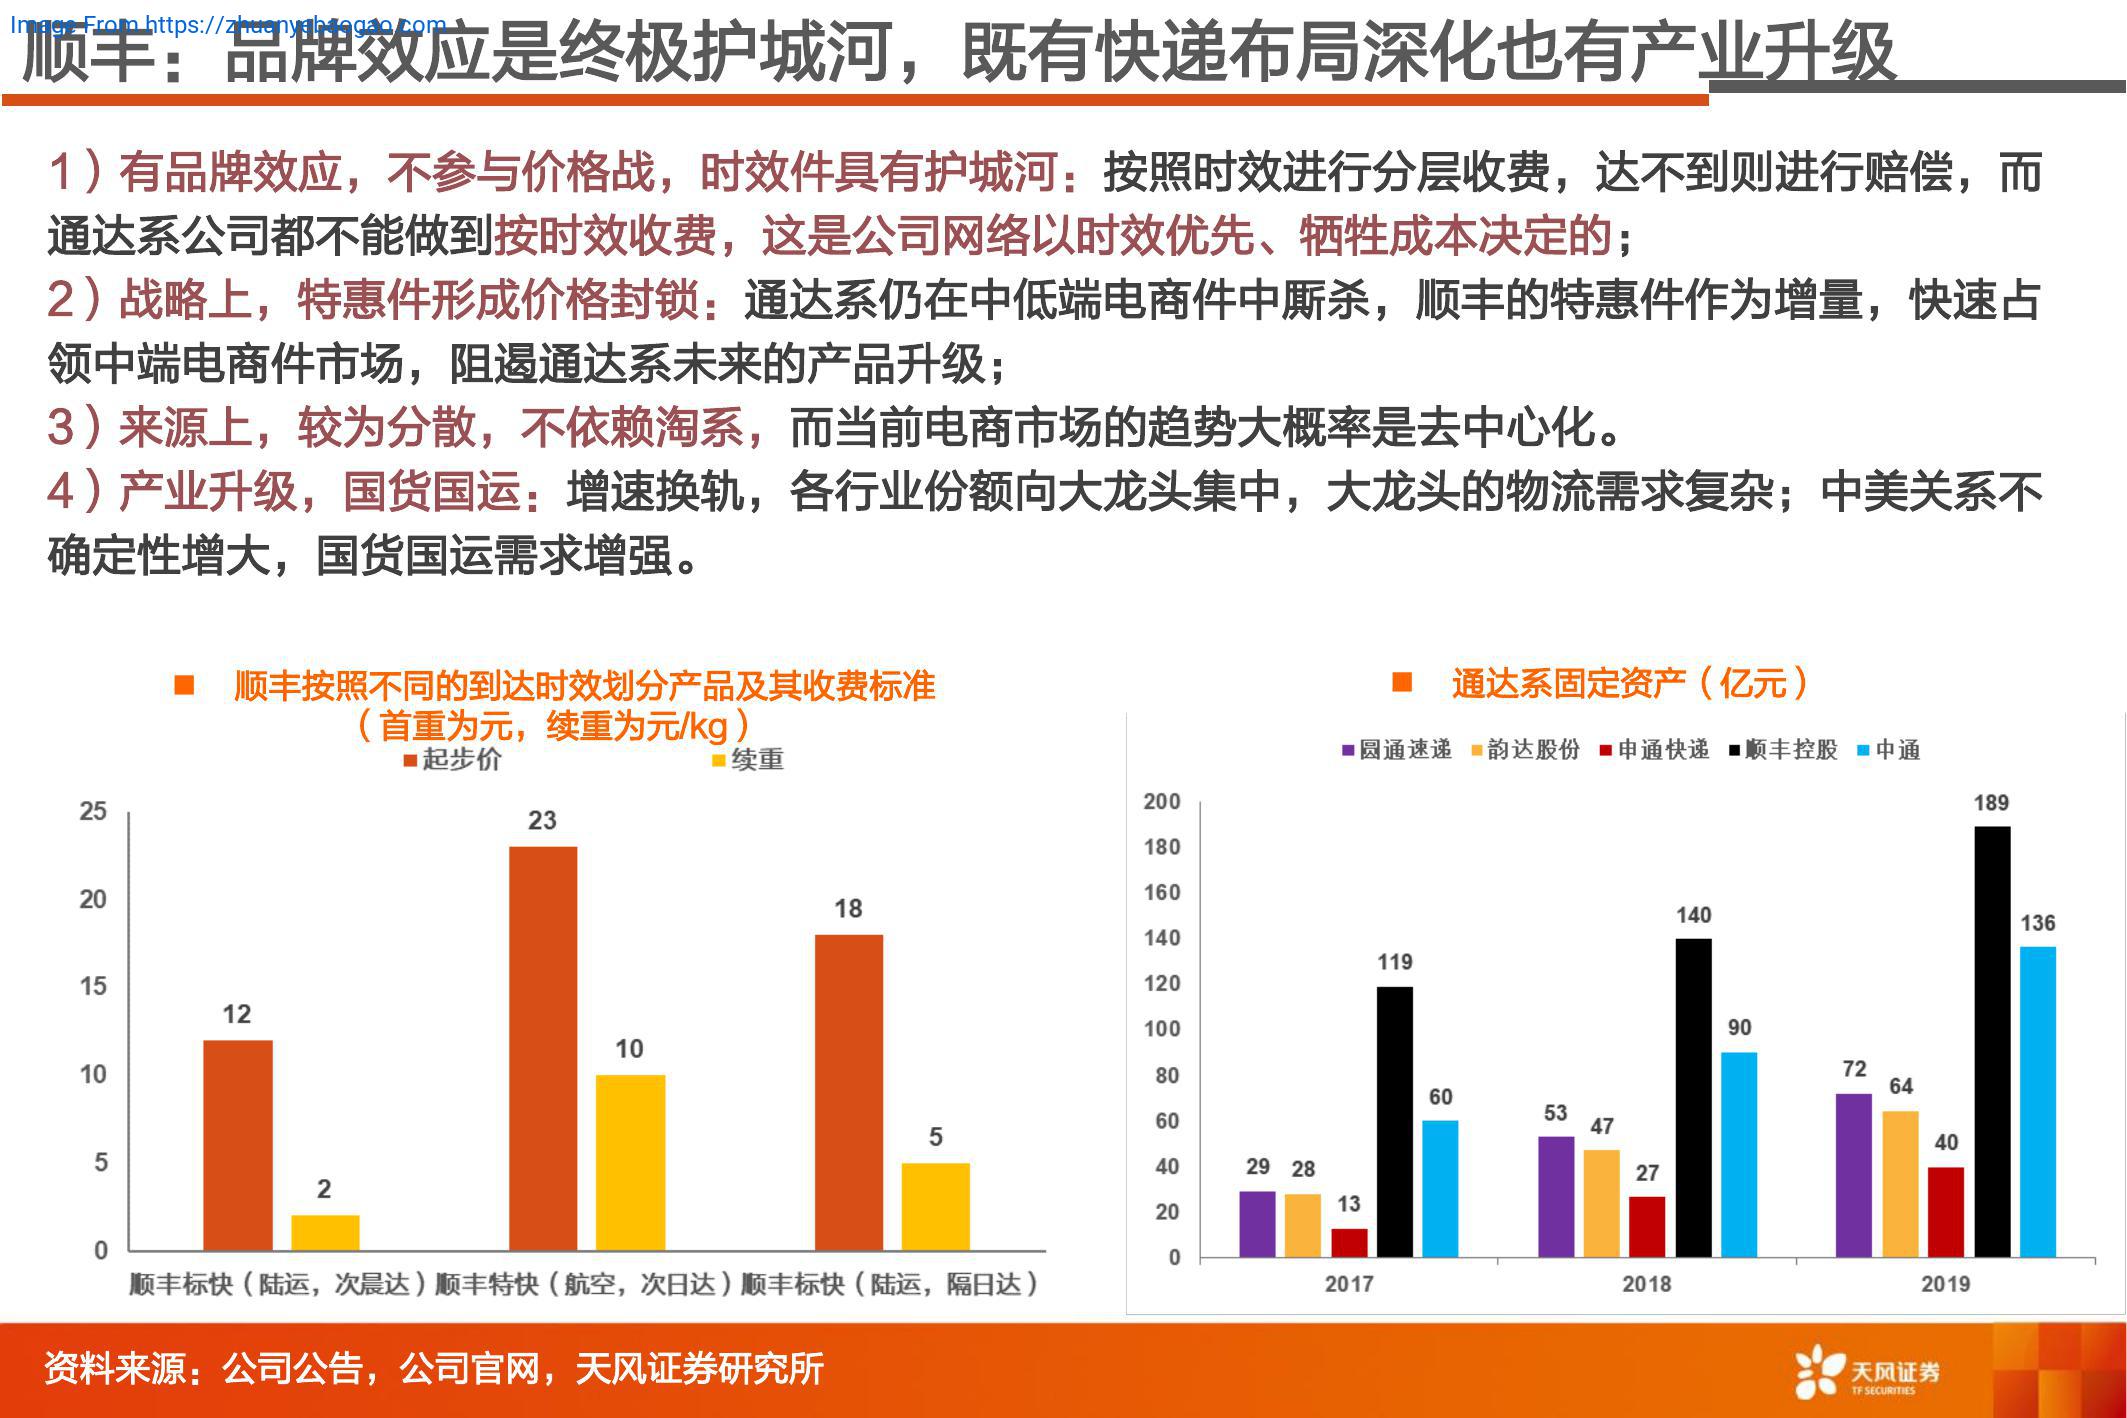 Image From https://zhuanyebaogao.com
顺丰：品牌效应是终极护城河，既有快递布局深化也有产业升级
1）有品牌效应，不参与价格战，时效件具有护城河：按照时效进行分层收费，达不到则进行赔偿，而
通达系公司都不能做到按时效收费，这是公司网络以时效优先、牺牲成本决定的；
2）战略上，特惠件形成价格封锁：通达系仍在中低端电商件中厮杀，顺丰的特惠件作为增量，快速占
领中端电商件市场，阻遏通达系未来的产品升级；
3）来源上，较为分散，不依赖淘系，而当前电商市场的趋势大概率是去中心化。
4）产业升级，国货国运：增速换轨，各行业份额向大龙头集中，大龙头的物流需求复杂；中美关系不
确定性增大，国货国运需求增强。
■ 顺丰按照不同的到达时效划分产品及其收费标准
（首重为元，续重为元/kg）
起步价 续重
25
20
15
10
5
0
12 2 23 10 18 5
顺丰标快（陆运，次晨达） 顺丰特快（航空，次日达） 顺丰标快（陆运，隔日达）
■ 通达系固定资产（亿元）
圆通速递 韵达股份 申通快递 顺丰控股 中通
200
180
160
140
120
100
80
60
40
20
0
29 28 13 119 60
53 47 27 140 90
72 64 40 189 136
2017 2018 2019
资料来源：公司公告，公司官网，天风证券研究所
天风证券
TF SECURITIES